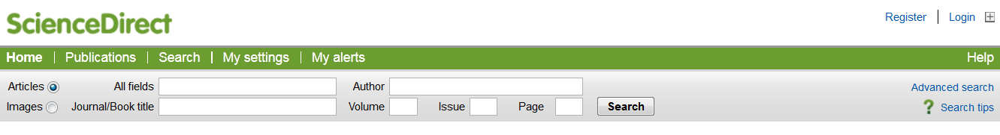 ScienceDirect
Register Login
Home Publications Search My settings My alerts Help
Articles All fields Author Advanced search
Images Journal/Book title Volume Issue Page Search ? Search tips